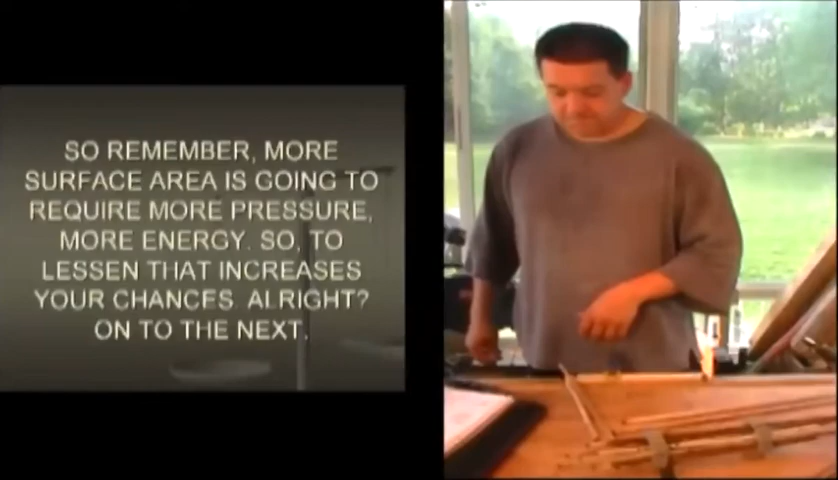 SO REMEMBER, MORE
SURFACE AREA IS GOING TO
REQUIRE MORE PRESSURE,
MORE ENERGY. SO, TO
LESSEN THAT INCREASES
YOUR CHANCES. ALRIGHT?
ON TO THE NEXT.